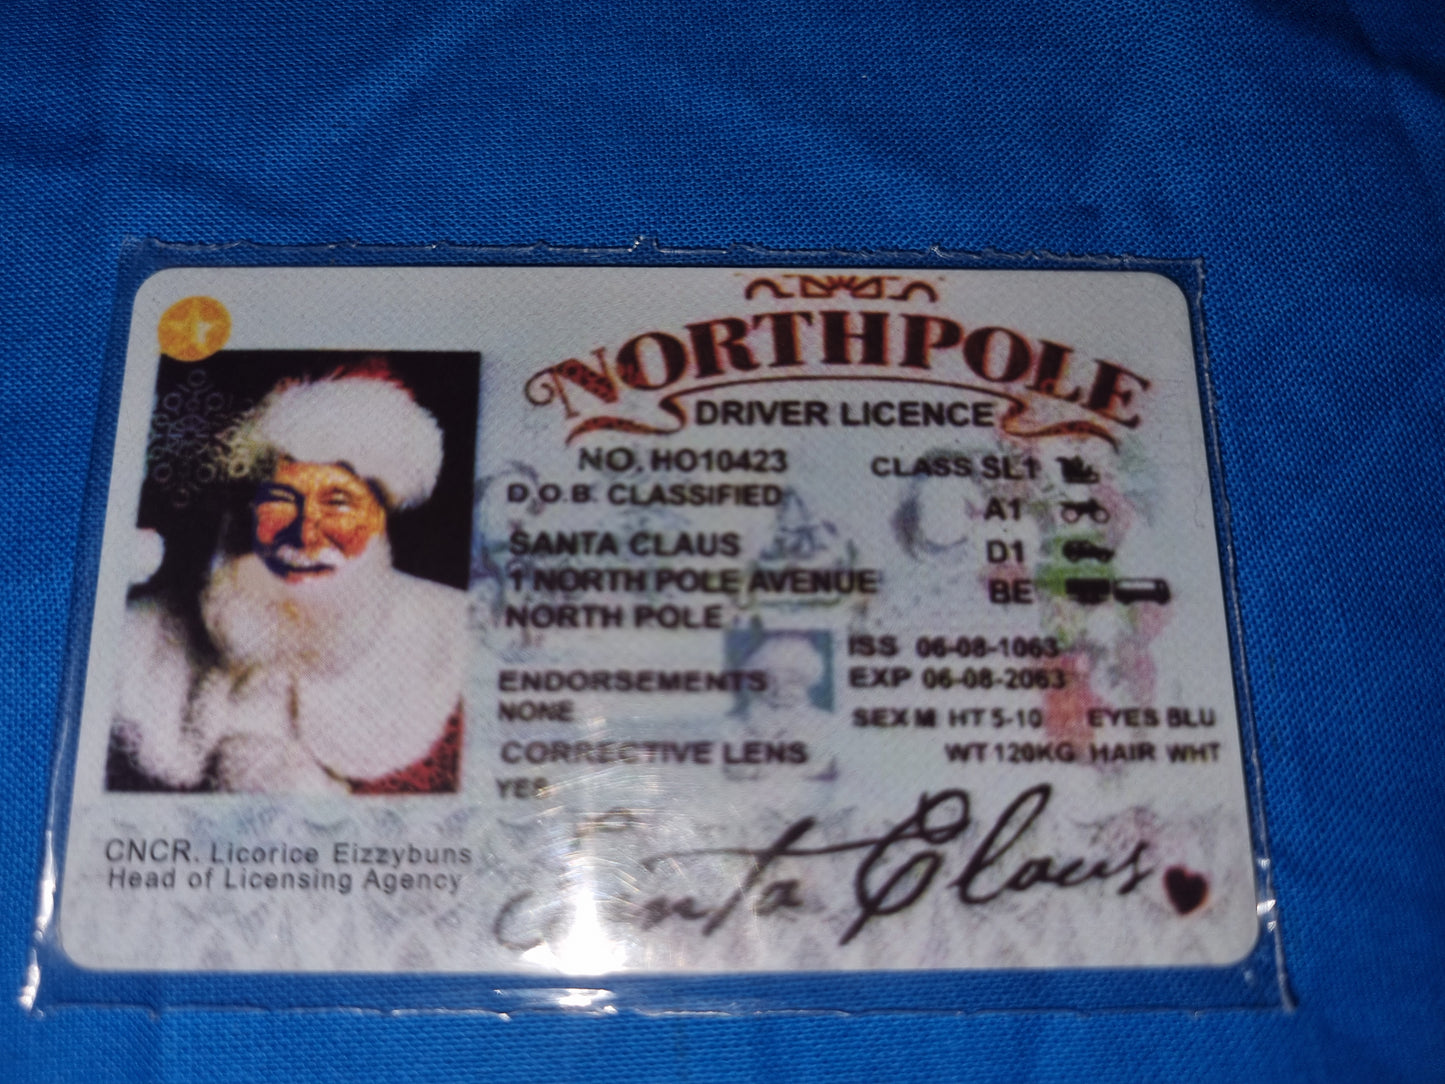 NORTHPOLE
DRIVER LICENCE
NO. HO10423
D.O.B. CLASSIFIED
SANTA CLAUS
1 NORTH POLE AVENUE
NORTH POLE
CLASS SL1
A1
D1
BE
ISS 06-08-1063
EXP 06-08-2063
ENDORSEMENTS
NONE
SEX M HT 5-10 EYES BLU
CORRECTIVE LENS
WT 120KG HAIR WHT
YES
CNCR. Licorice Eizzybuns
Head of Licensing Agency
Santa Claus